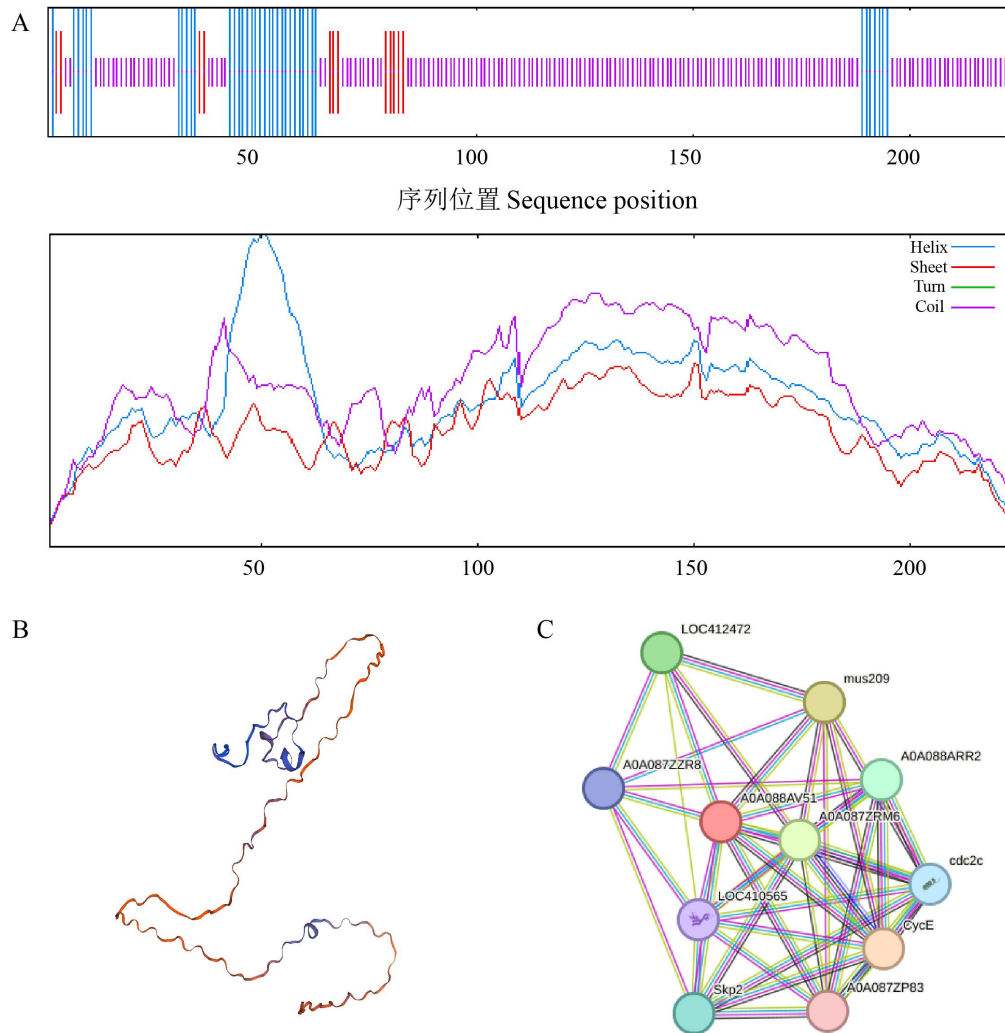 A
50 100 150 200
序列位置 Sequence position
Helix
Sheet
Turn
Coil
50 100 150 200
B
C
LOC412472
mus209
A0A088ARR2
A0A087ZZR8
A0A088AV51
A0A087ZRM6
cdc2c
LOC410565
CycE
A0A087ZP83
Skp2